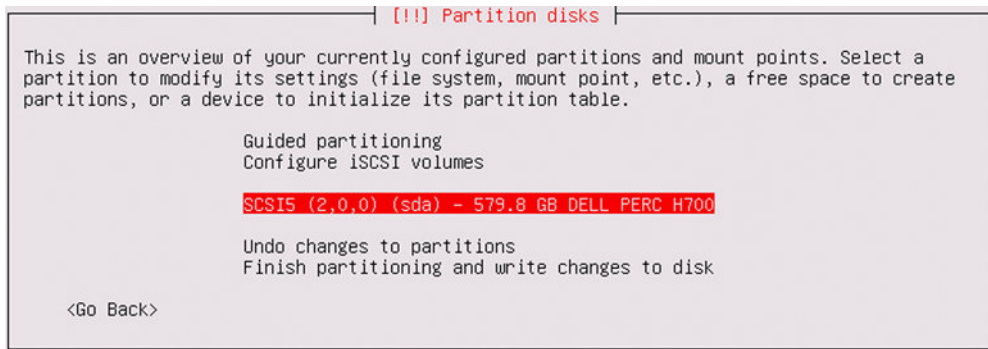 [!!] Partition disks
This is an overview of your currently configured partitions and mount points. Select a
partition to modify its settings (file system, mount point, etc.), a free space to create
partitions, or a device to initialize its partition table.
Guided partitioning
Configure iSCSI volumes
SCSI5 (2,0,0) (sda) - 579.8 GB DELL PERC H700
Undo changes to partitions
Finish partitioning and write changes to disk
<Go Back>